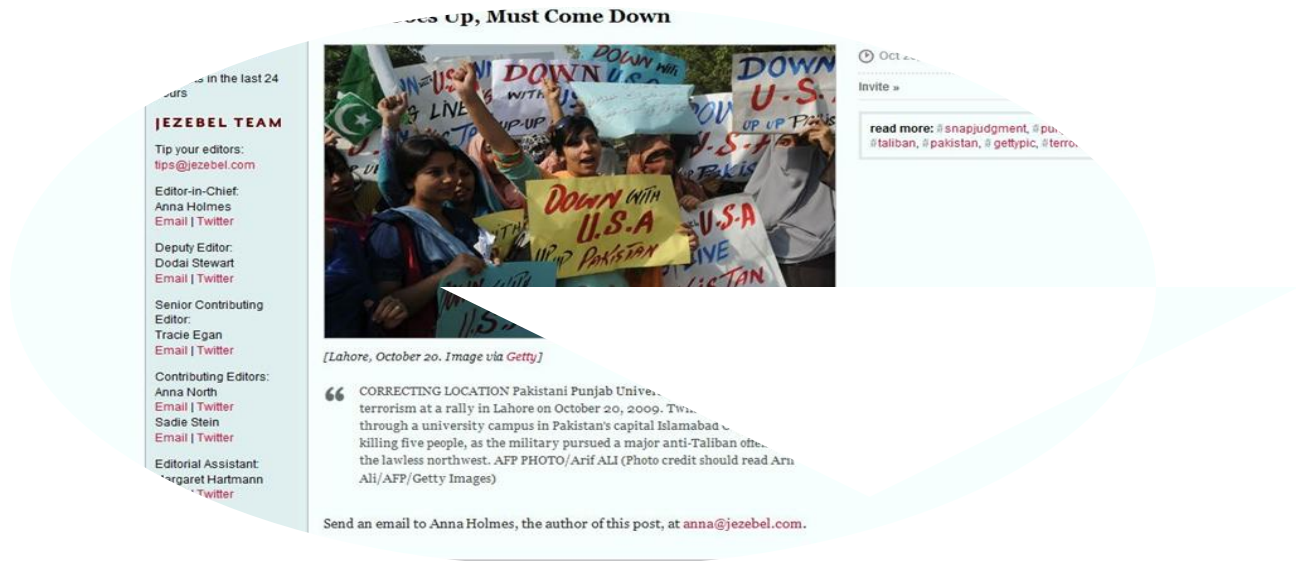 Up, Must Come Down
in the last 24
JEZEBEL TEAM
Tip your editors:
tips@jezebel.com
Editor-in-Chief:
Anna Holmes
Email | Twitter
Deputy Editor:
Dodai Stewart
Email | Twitter
Senior Contributing
Editor:
Tracie Egan
Email | Twitter
Contributing Editors:
Anna North
Email | Twitter
Sadie Stein
Email | Twitter
Editorial Assistant:
Margaret Hartmann
Twitter
DOWN
WITH
DOWN WITH
DOWN
U.S.
UP UP
LIVE
UP-UP
DOWN WITH
U.S.A
UP UP PAKISTAN
U.S.A
[Lahore, October 20. Image via Getty]
CORRECTING LOCATION Pakistani Punjab
terrorism at a rally in Lahore on October 20, 2009.
through a university campus in Pakistan's capital Islamabad
killing five people, as the military pursued a major anti-Taliban
the lawless northwest. AFP PHOTO/Arif ALI (Photo credit should read
Ali/AFP/Getty Images)
Send an email to Anna Holmes, the author of this post, at anna@jezebel.com.
Oct
Invite »
read more: #snapjudgment,
#taliban, #pakistan, #gettypic,